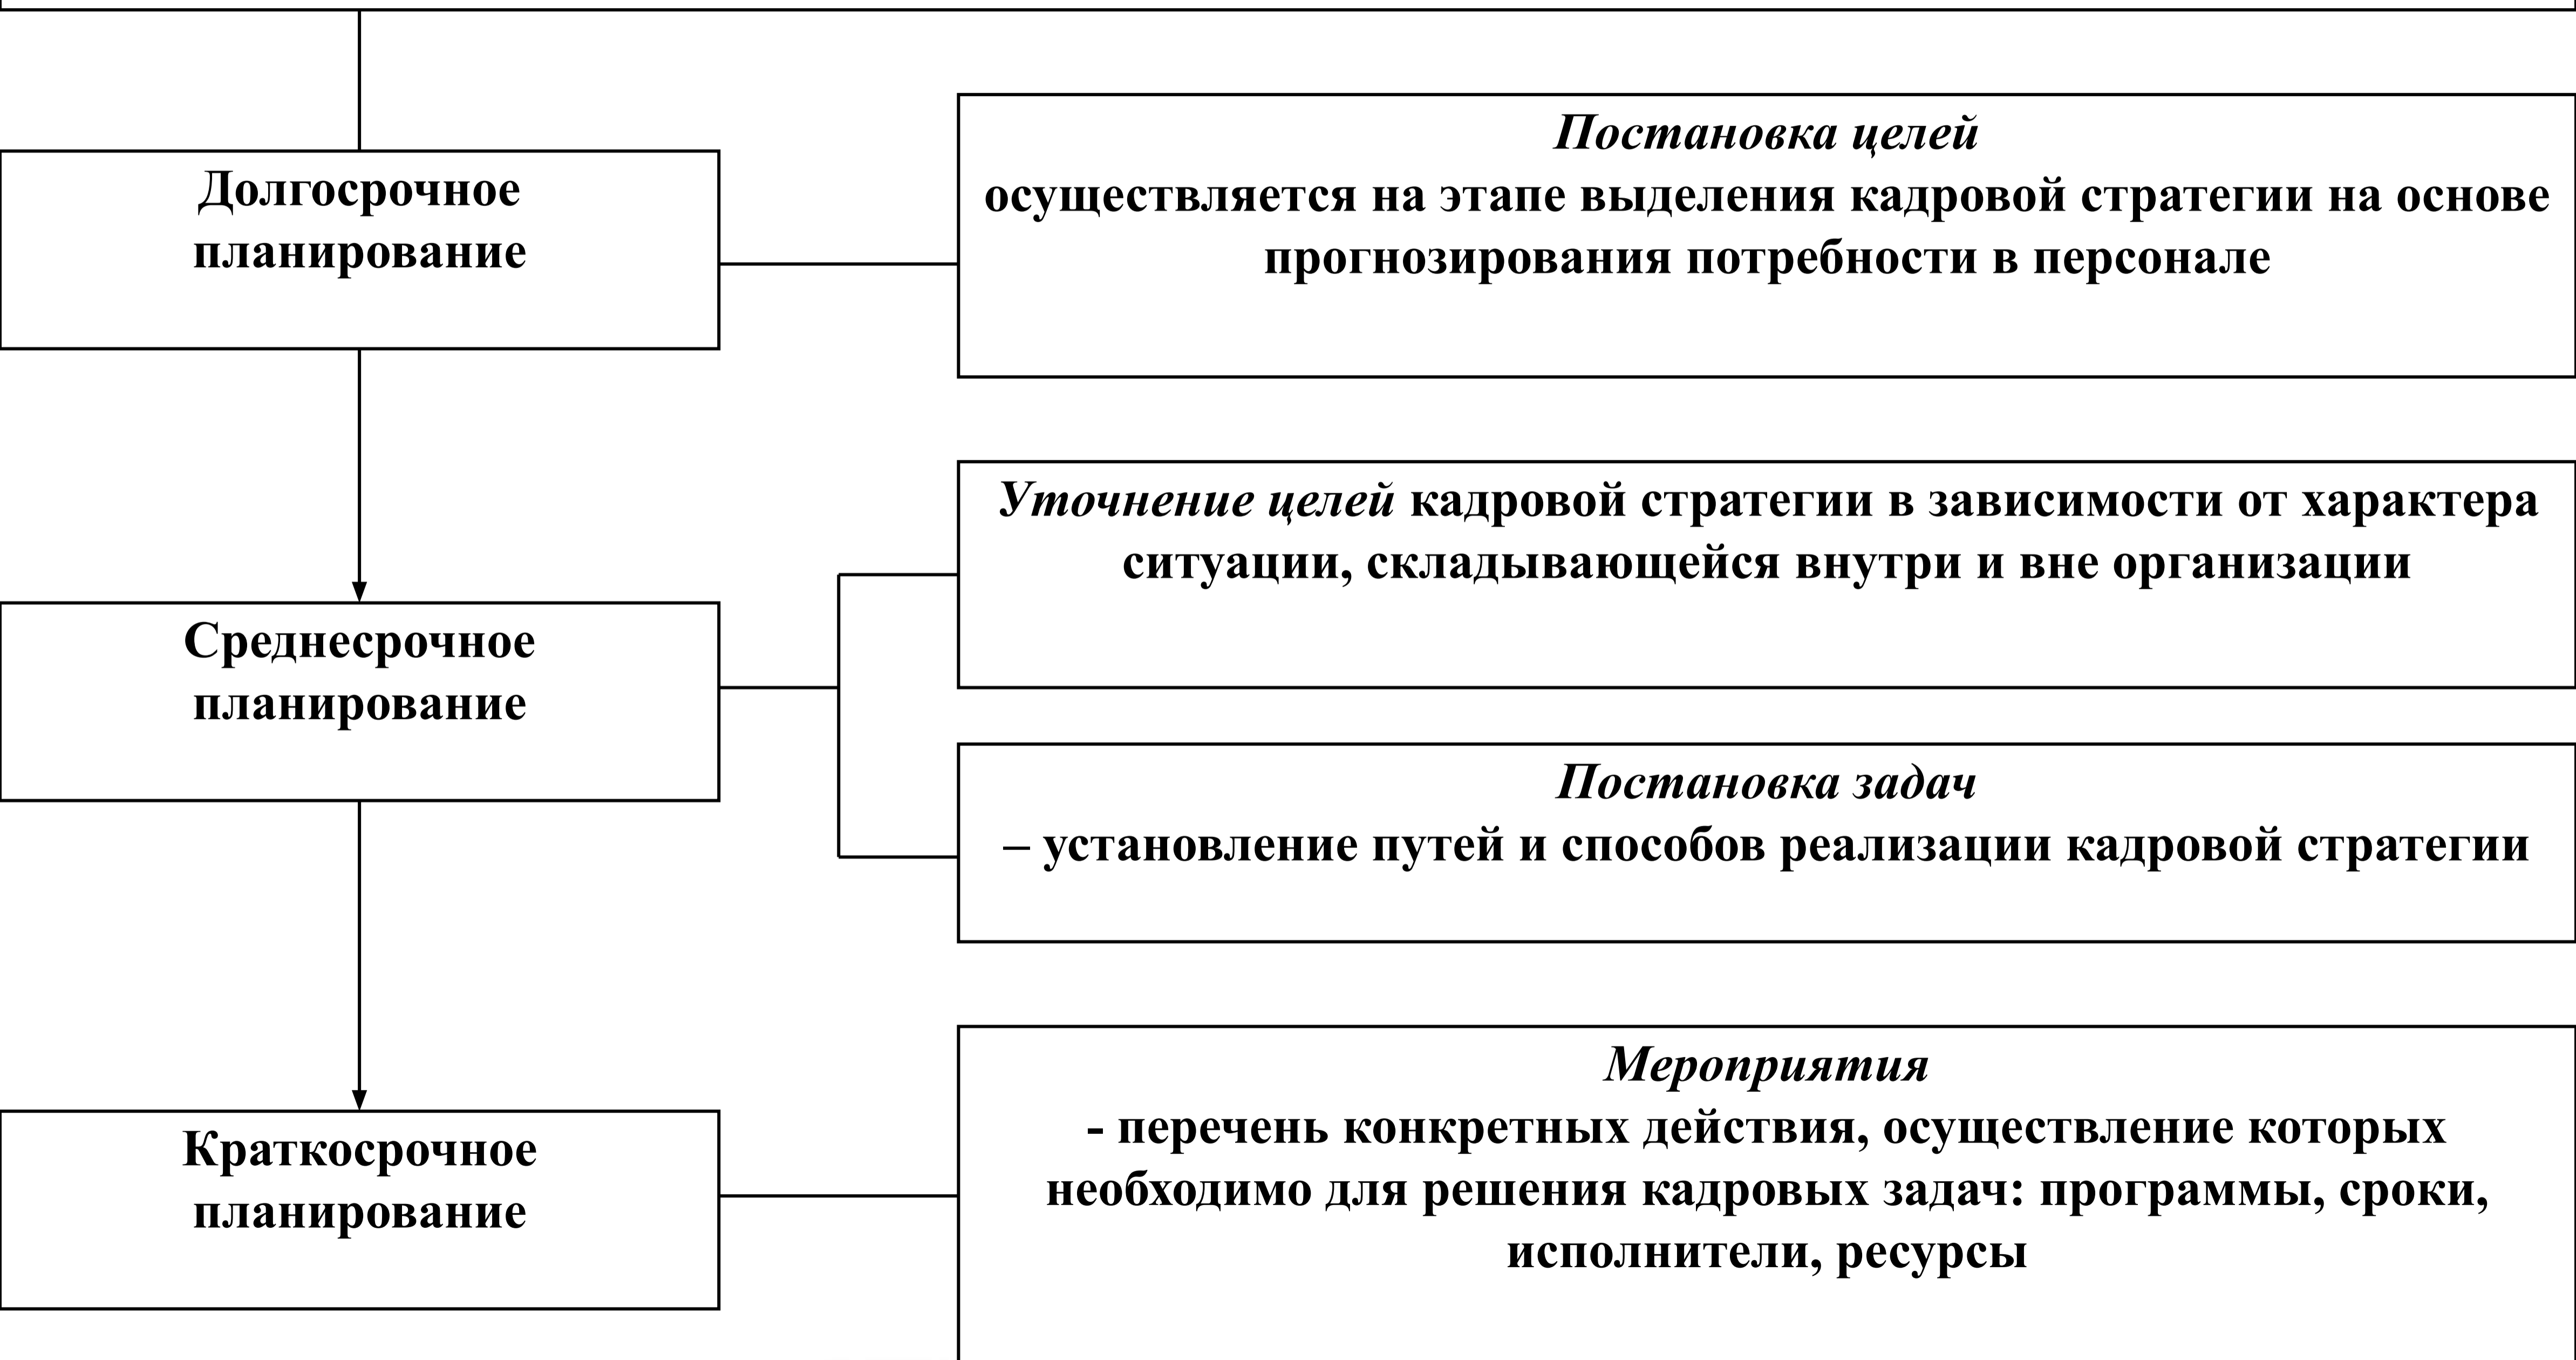 Долгосрочное
планирование
Постановка целей
осуществляется на этапе выделения кадровой стратегии на основе
прогнозирования потребности в персонале
Среднесрочное
планирование
Уточнение целей кадровой стратегии в зависимости от характера
ситуации, складывающейся внутри и вне организации
Постановка задач
– установление путей и способов реализации кадровой стратегии
Краткосрочное
планирование
Мероприятия
- перечень конкретных действия, осуществление которых
необходимо для решения кадровых задач: программы, сроки,
исполнители, ресурсы